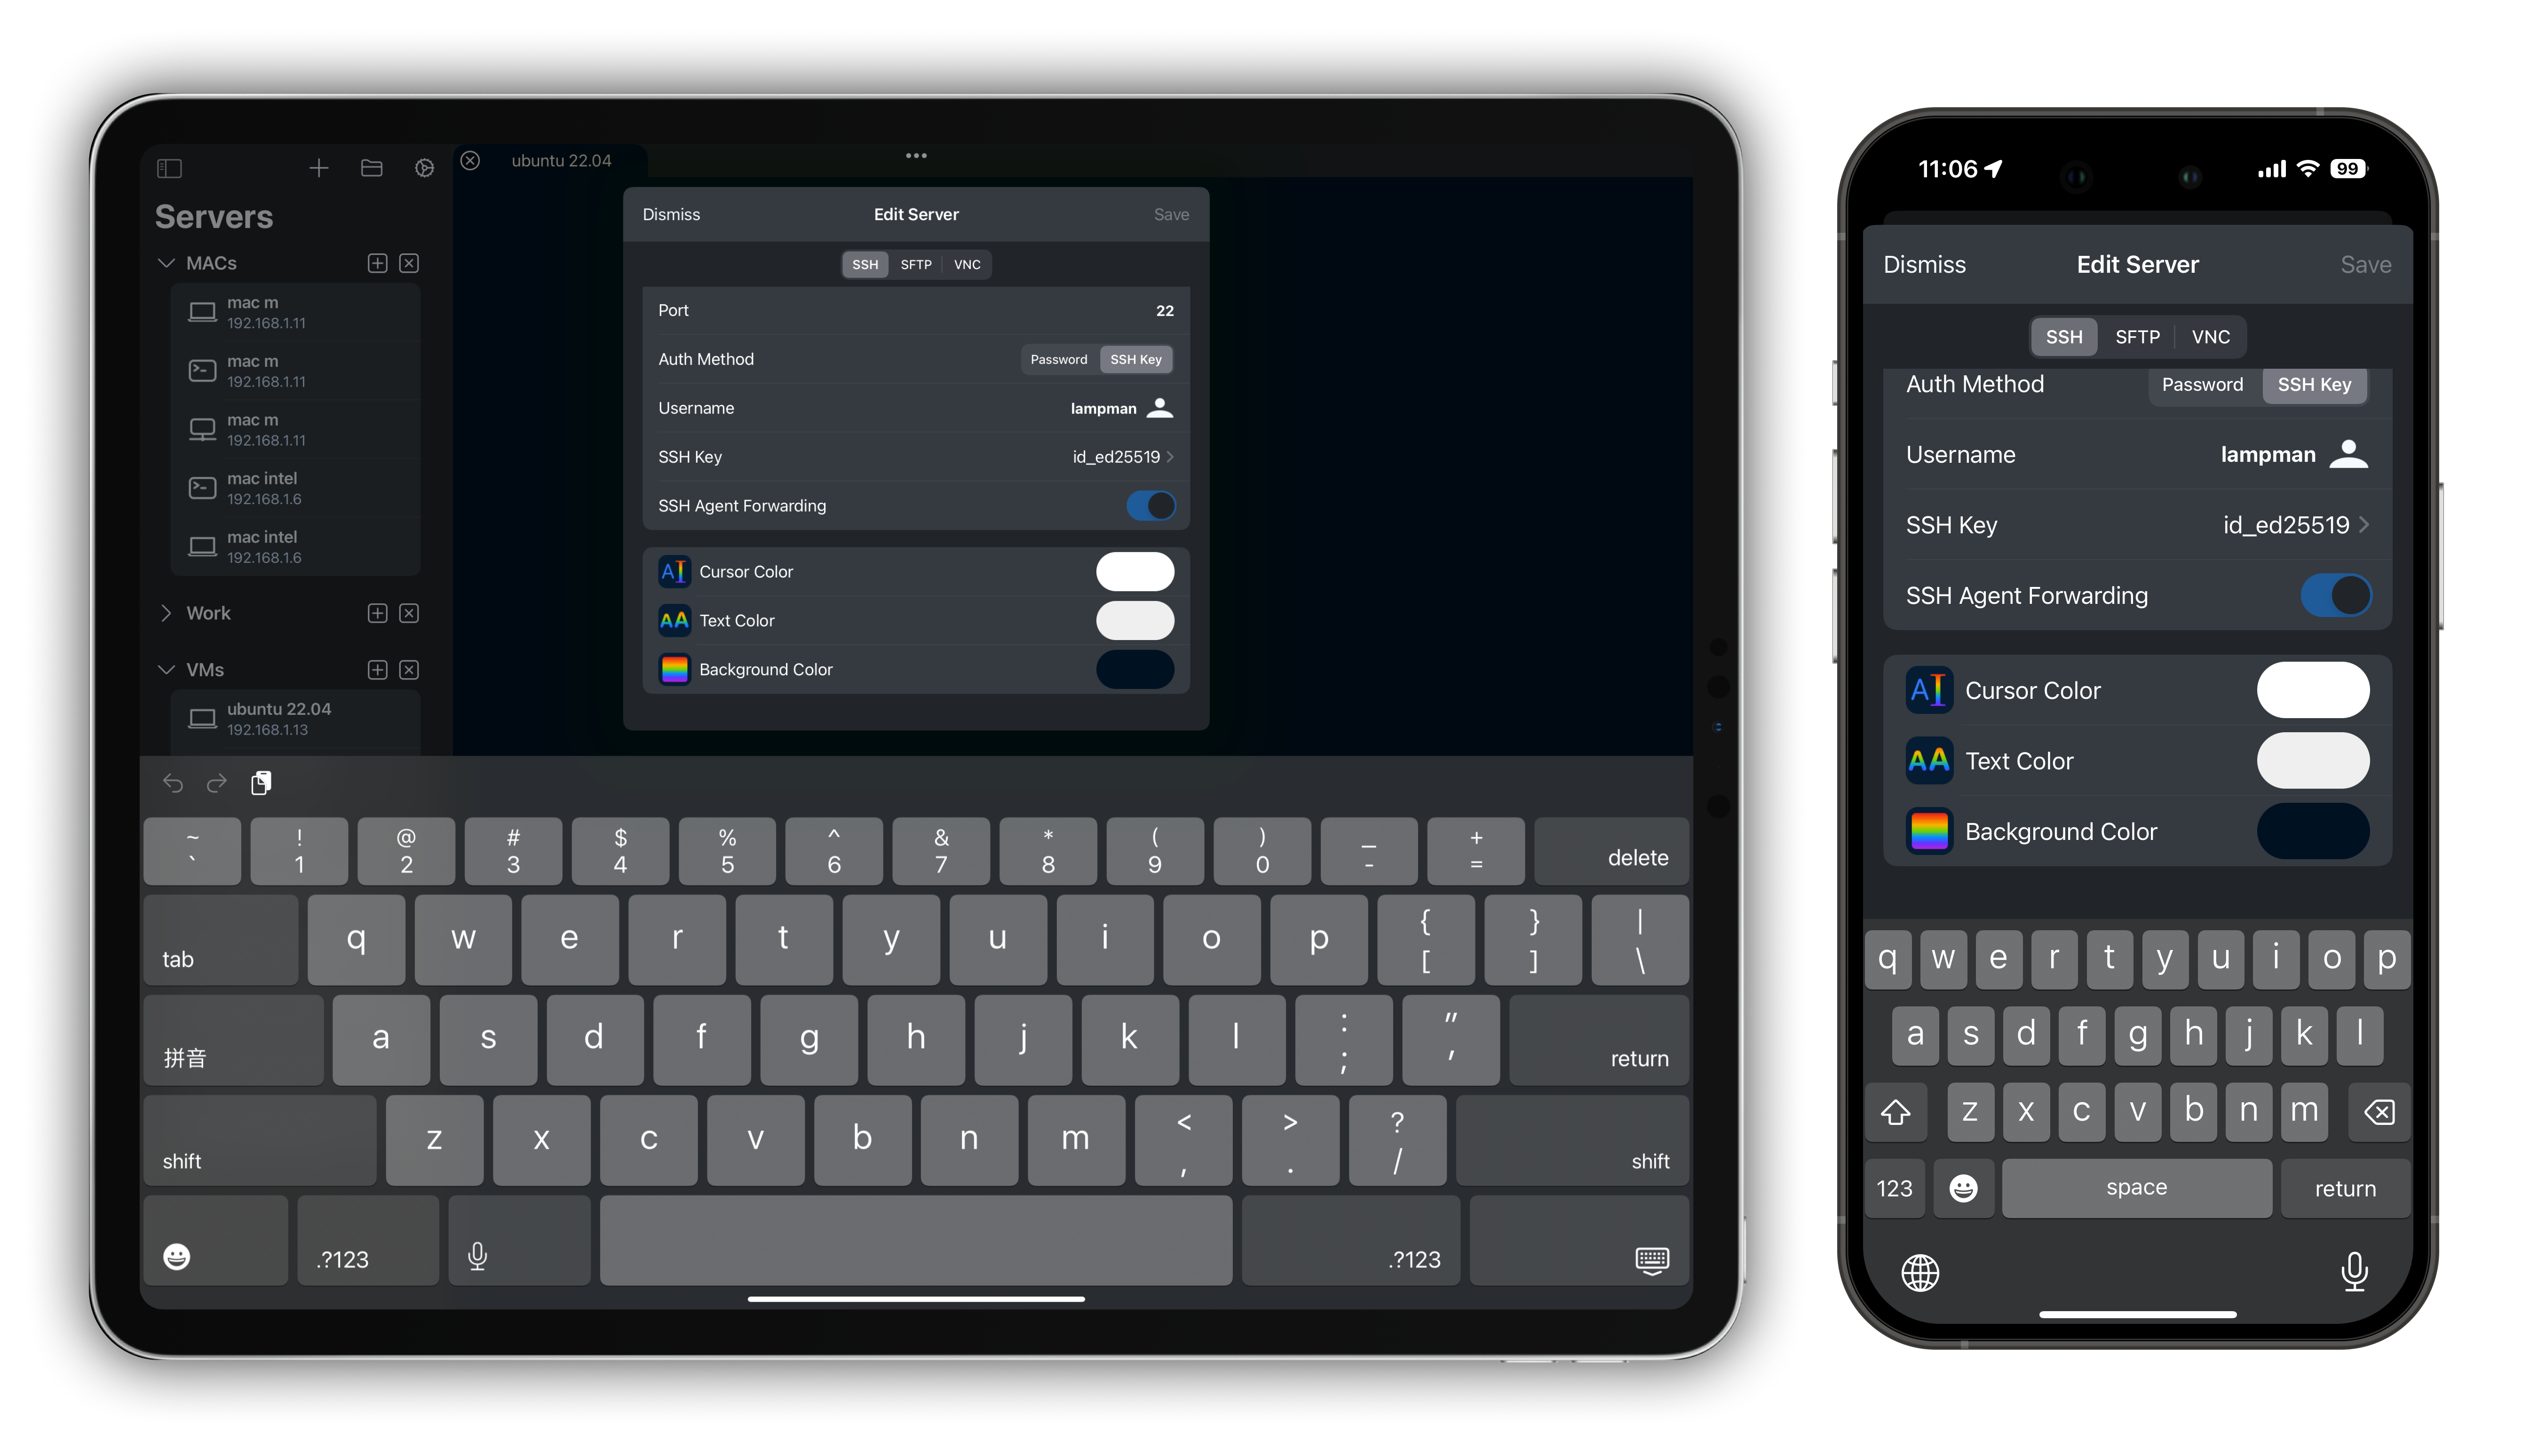 ubuntu 22.04
Servers
MACs
mac m
192.168.1.11
mac m
192.168.1.11
mac m
192.168.1.11
mac intel
192.168.1.6
mac intel
192.168.1.6
Work
VMs
ubuntu 22.04
192.168.1.13
Dismiss Edit Server Save
SSH SFTP VNC
Port 22
Auth Method Password SSH Key
Username lampman
SSH Key id_ed25519
SSH Agent Forwarding
AI Cursor Color
AA Text Color
Background Color
~ ! @ # $ % ^ & * ( ) _ +
` 1 2 3 4 5 6 7 8 9 0 - = delete
tab q w e r t y u i o p { } |
[ ] \
拼音 a s d f g h j k l : "
; ' return
shift z x c v b n m < > ?
, . / shift
.?123 .?123
11:06 99
Dismiss Edit Server Save
SSH SFTP VNC
Auth Method Password SSH Key
Username lampman
SSH Key id_ed25519
SSH Agent Forwarding
AI Cursor Color
AA Text Color
Background Color
q w e r t y u i o p
a s d f g h j k l
z x c v b n m
123 space return